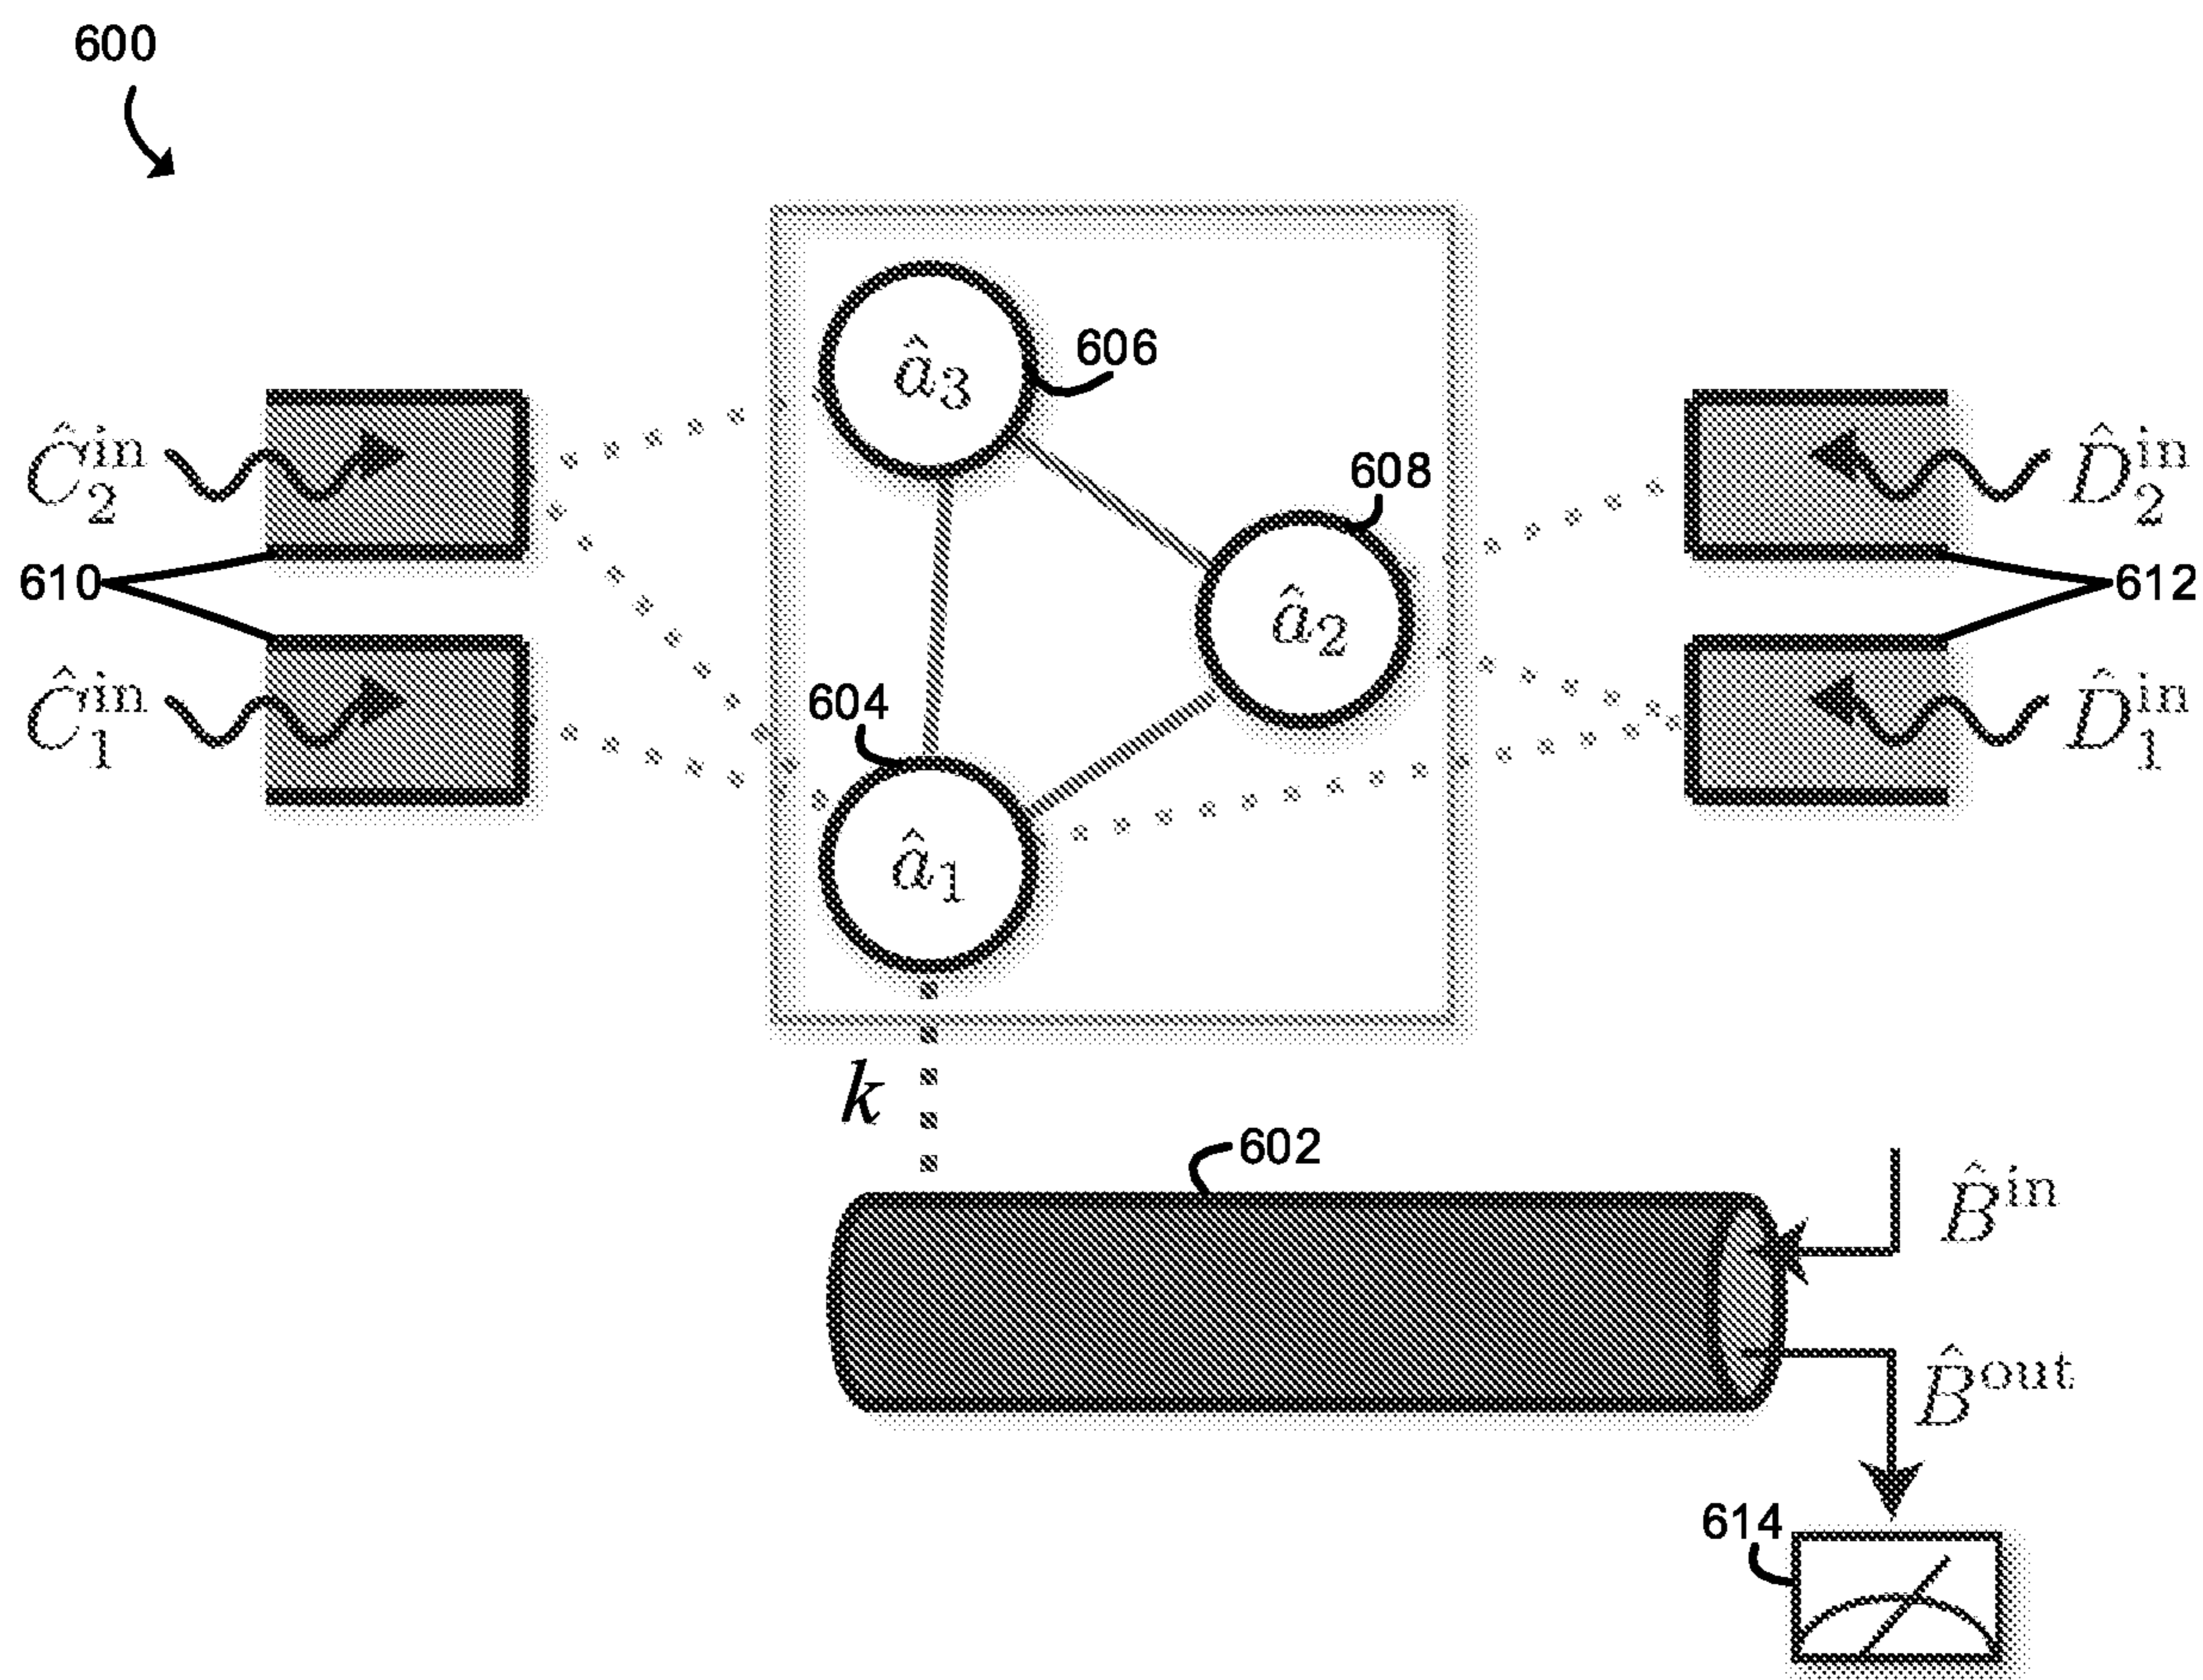 600
â₃
606
608
Ĉ₂ⁱⁿ
D̂₂ⁱⁿ
610
612
â₂
604
Ĉ₁ⁱⁿ
D̂₁ⁱⁿ
â₁
k
602
B̂ⁱⁿ
B̂ᵒᵘᵗ
614